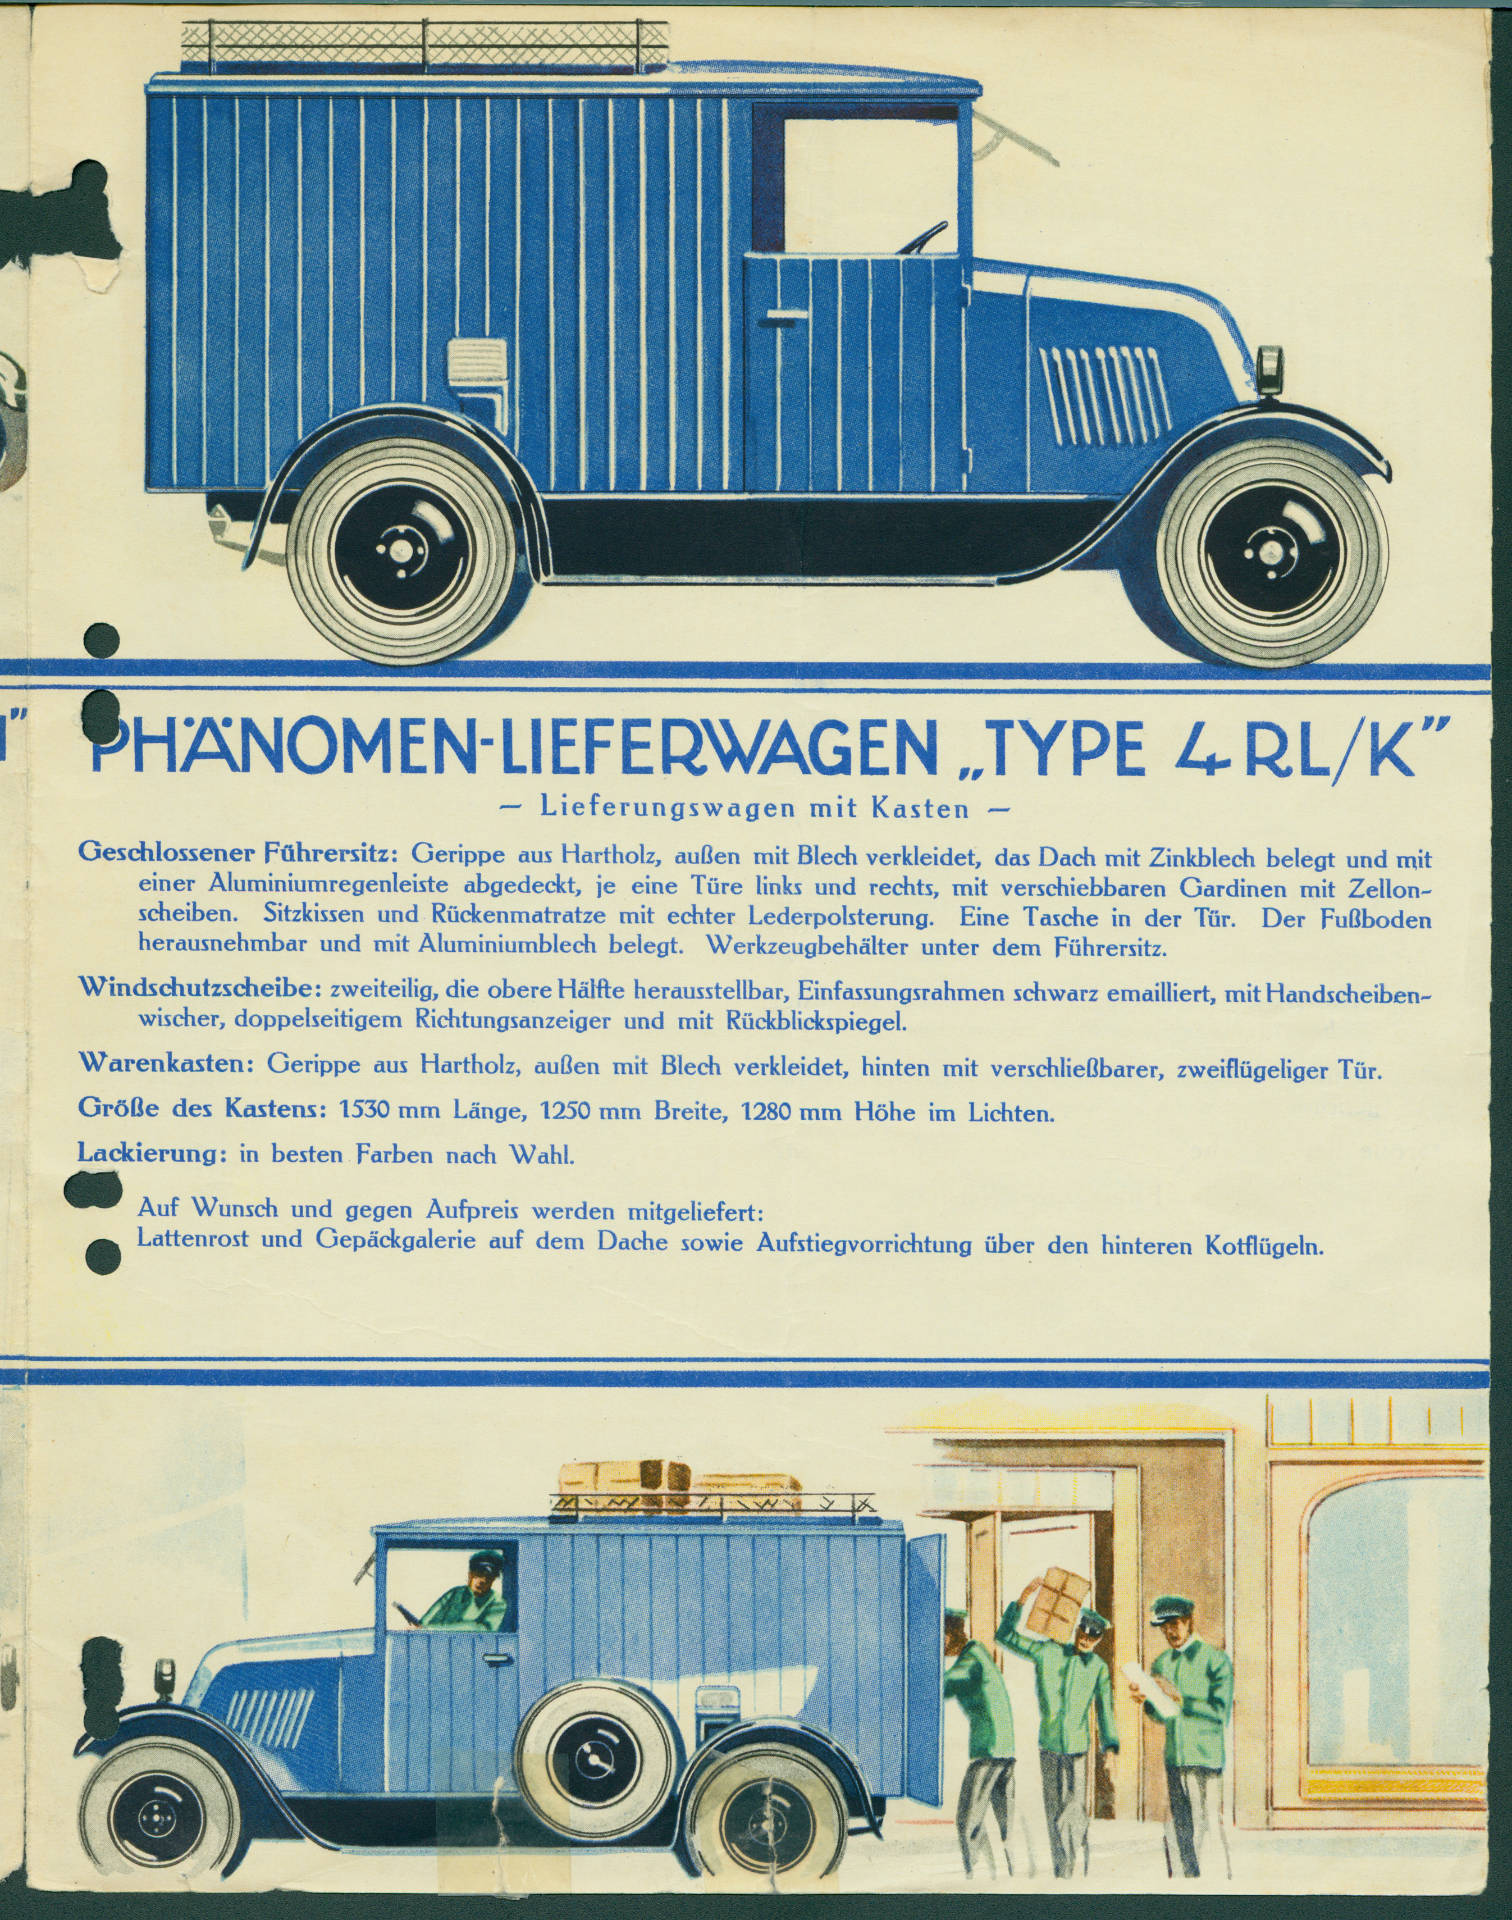 PHÄNOMEN-LIEFERWAGEN „TYPE 4 RL/K”
— Lieferungswagen mit Kasten —
Geschlossener Führersitz: Gerippe aus Hartholz, außen mit Blech verkleidet, das Dach mit Zinkblech belegt und mit
einer Aluminiumregenleiste abgedeckt, je eine Türe links und rechts, mit verschiebbaren Gardinen mit Zellon-
scheiben. Sitzkissen und Rückenmatratze mit echter Lederpolsterung. Eine Tasche in der Tür. Der Fußboden
herausnehmbar und mit Aluminiumblech belegt. Werkzeugbehälter unter dem Führersitz.
Windschutzscheibe: zweiteilig, die obere Hälfte herausstellbar, Einfassungsrahmen schwarz emailliert, mit Handscheiben-
wischer, doppelseitigem Richtungsanzeiger und mit Rückblickspiegel.
Warenkasten: Gerippe aus Hartholz, außen mit Blech verkleidet, hinten mit verschließbarer, zweiflügeliger Tür.
Größe des Kastens: 1530 mm Länge, 1250 mm Breite, 1280 mm Höhe im Lichten.
Lackierung: in besten Farben nach Wahl.
Auf Wunsch und gegen Aufpreis werden mitgeliefert:
Lattenrost und Gepäckgalerie auf dem Dache sowie Aufstiegvorrichtung über den hinteren Kotflügeln.